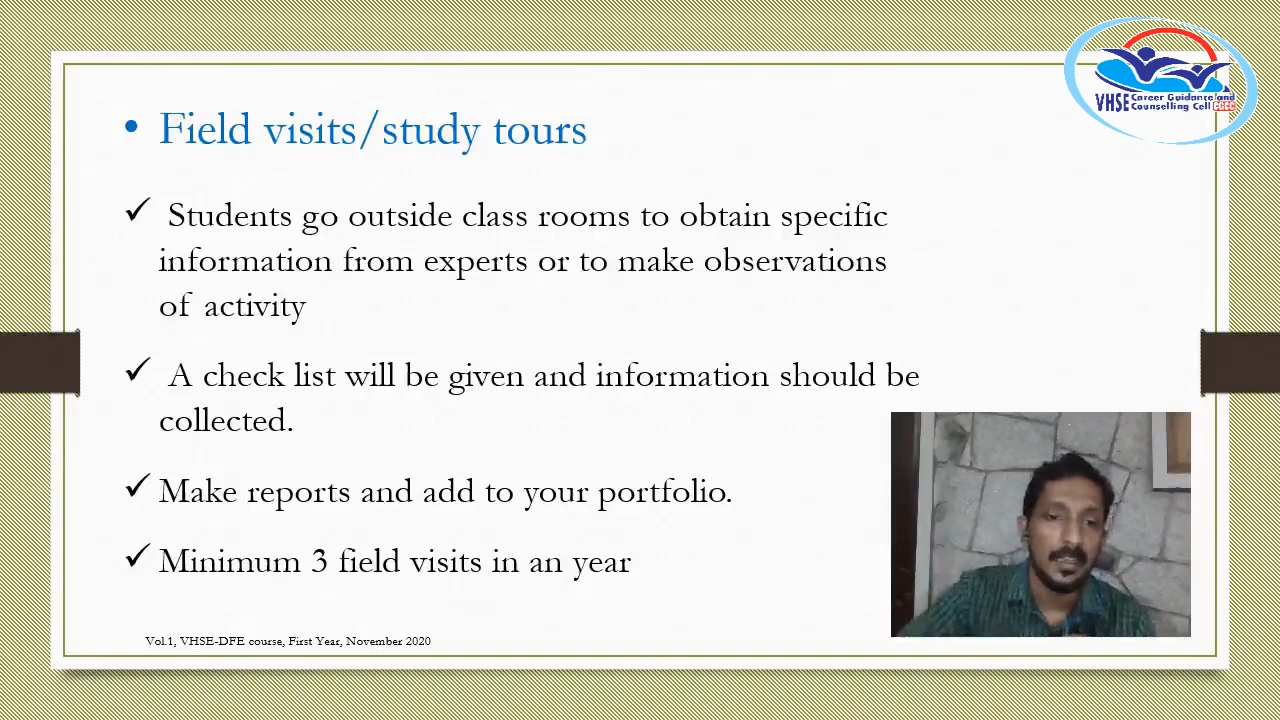 VHSE Career Guidance and
Counselling Cell CGCC
• Field visits/study tours
✓ Students go outside class rooms to obtain specific
information from experts or to make observations
of activity
✓ A check list will be given and information should be
collected.
✓ Make reports and add to your portfolio.
✓ Minimum 3 field visits in an year
Vol.1, VHSE-DFE course, First Year, November 2020